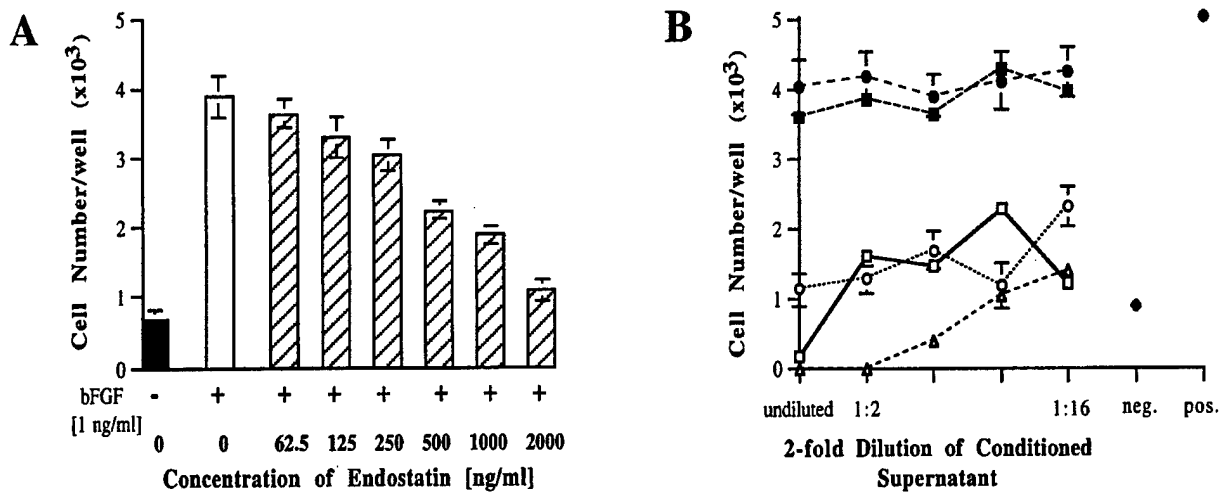 A
Cell Number/well (x10³)
5
4
3
2
1
0
bFGF - + + + + + + +
[1 ng/ml]
0 0 62.5 125 250 500 1000 2000
Concentration of Endostatin [ng/ml]
B
Cell Number/well (x10³)
5
4
3
2
1
0
undiluted 1:2 1:16 neg. pos.
2-fold Dilution of Conditioned
Supernatant